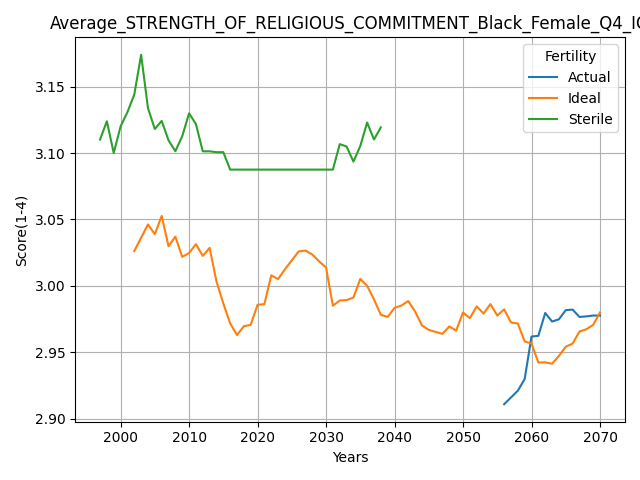 Average_STRENGTH_OF_RELIGIOUS_COMMITMENT_Black_Female_Q4_IQ
Fertility
Actual
Ideal
Sterile
Score(1-4)
3.15
3.10
3.05
3.00
2.95
2.90
2000 2010 2020 2030 2040 2050 2060 2070
Years